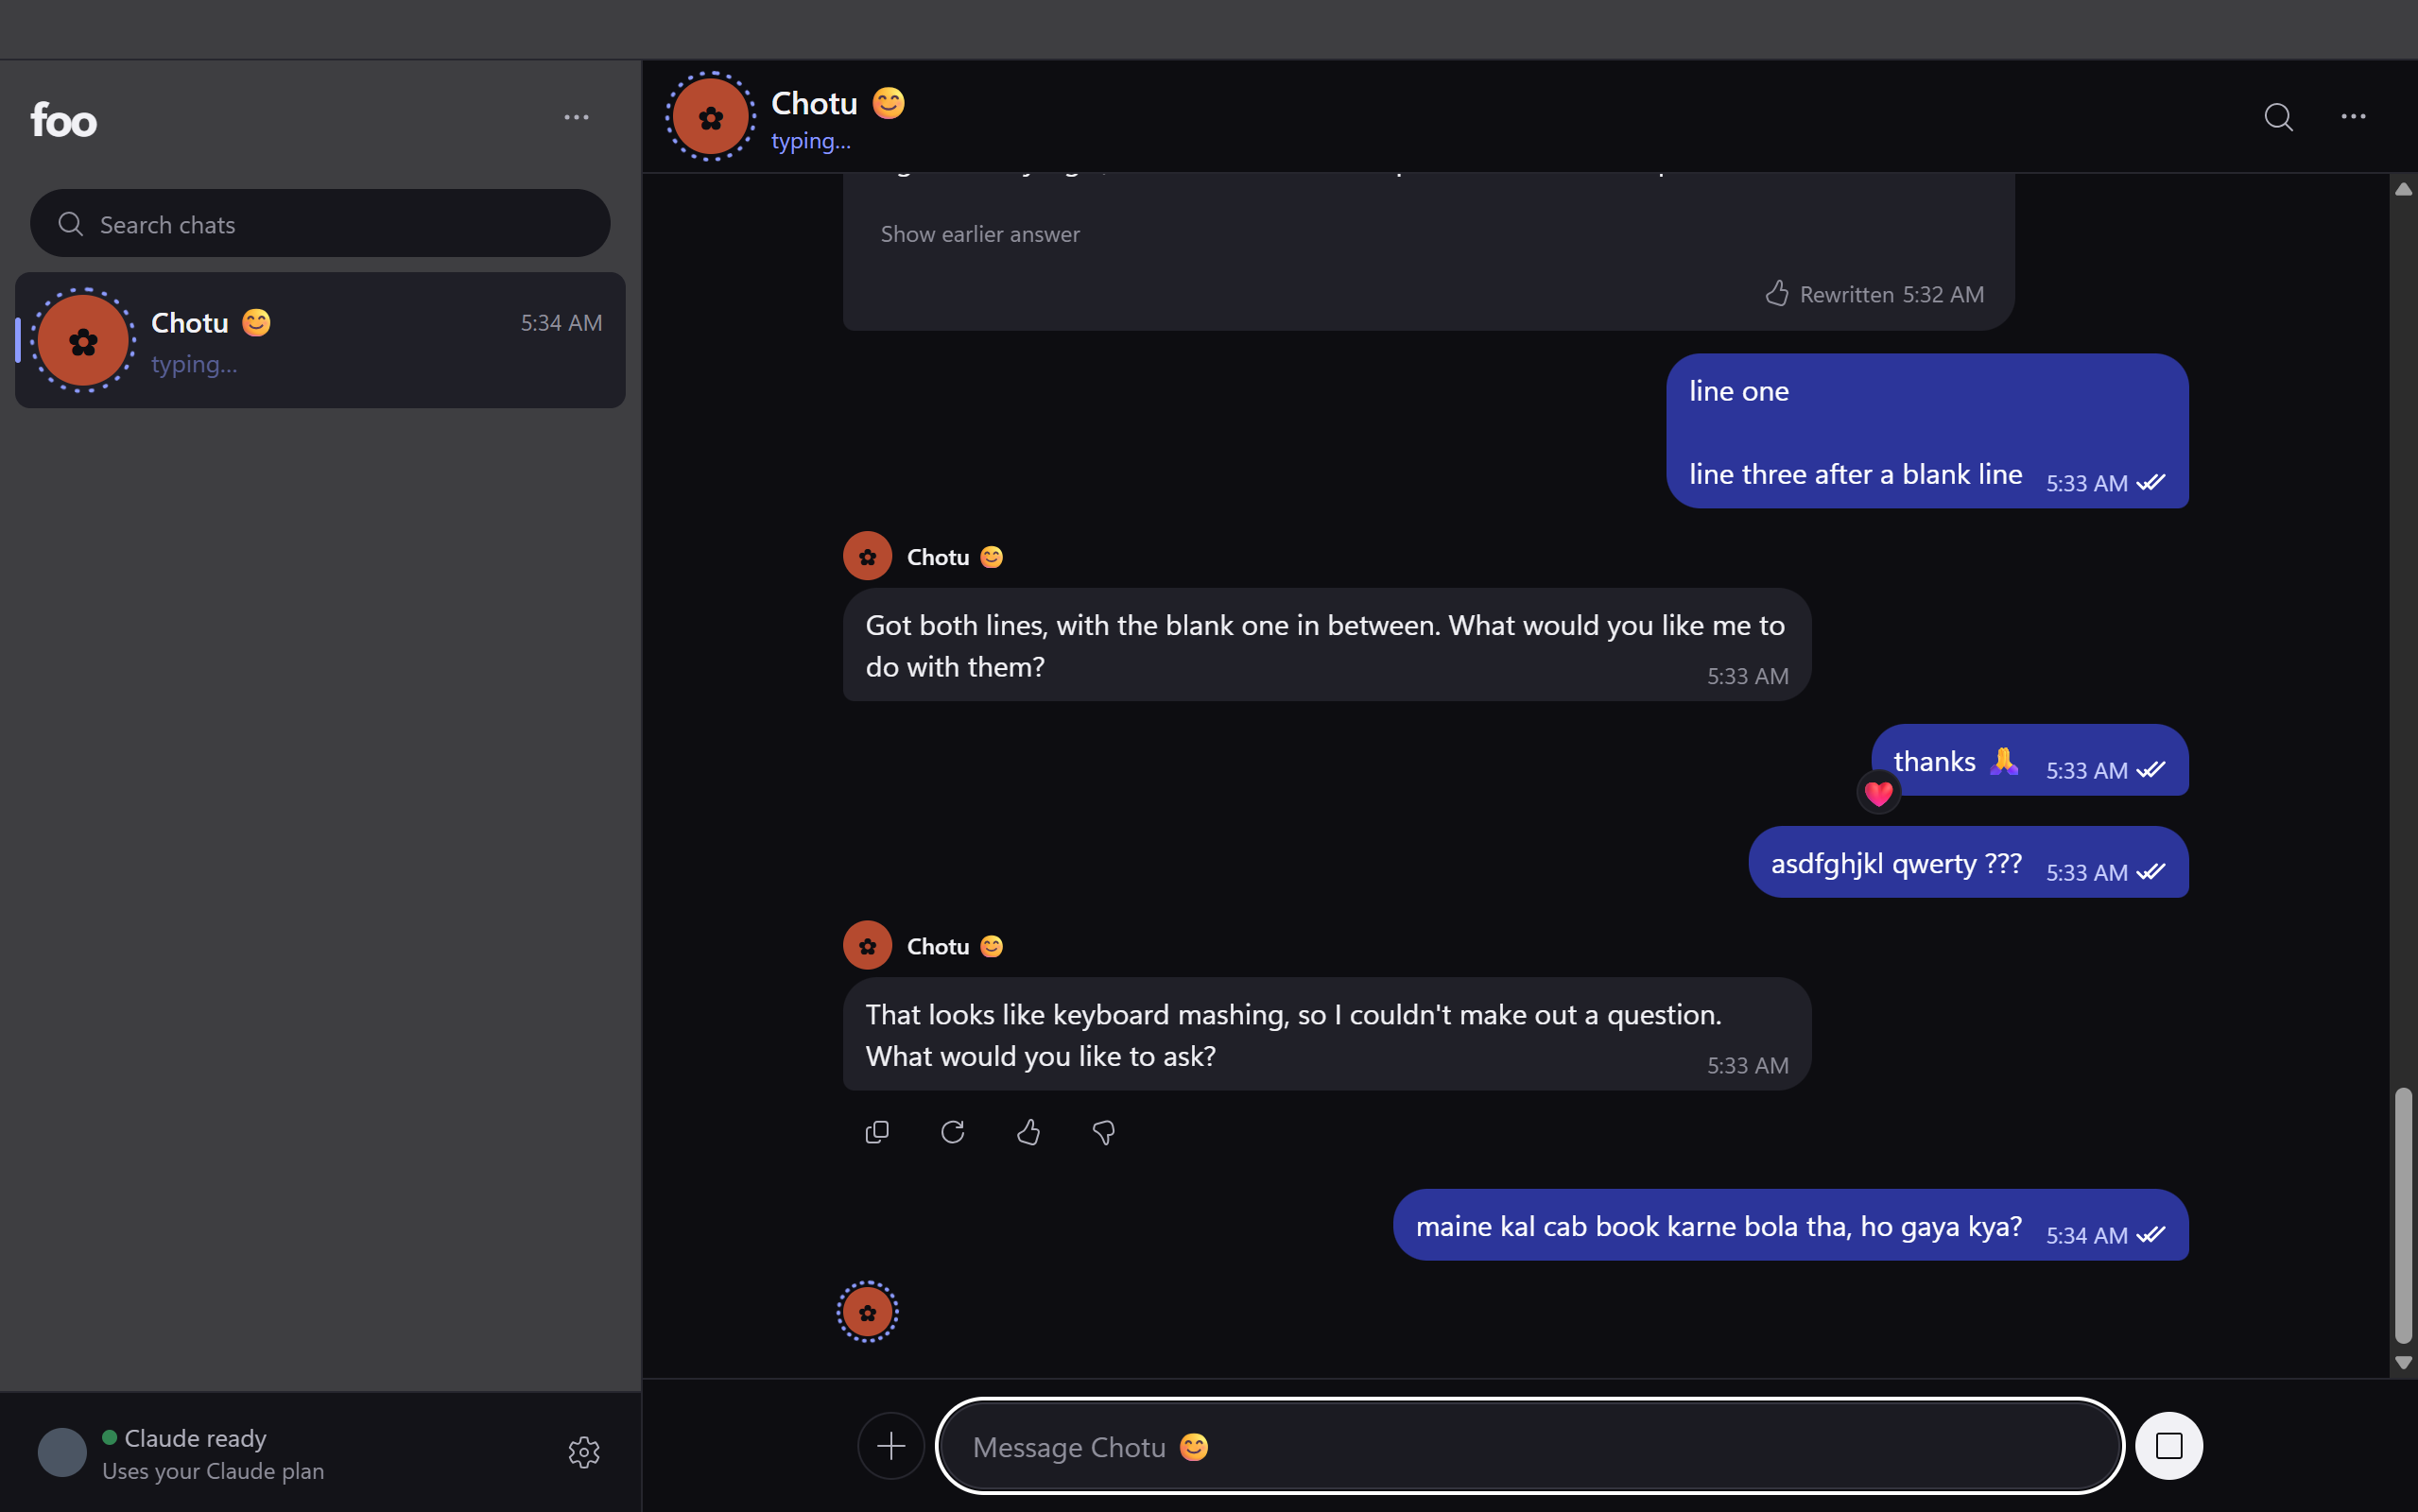 foo
Search chats
Chotu 😊
5:34 AM
typing...
Claude ready
Uses your Claude plan
Chotu 😊
typing...
Show earlier answer
Rewritten 5:32 AM
line one
line three after a blank line 5:33 AM
Chotu 😊
Got both lines, with the blank one in between. What would you like me to
do with them?
5:33 AM
thanks 🙏 5:33 AM
❤️
asdfghjkl qwerty ??? 5:33 AM
Chotu 😊
That looks like keyboard mashing, so I couldn't make out a question.
What would you like to ask?
5:33 AM
maine kal cab book karne bola tha, ho gaya kya? 5:34 AM
Message Chotu 😊